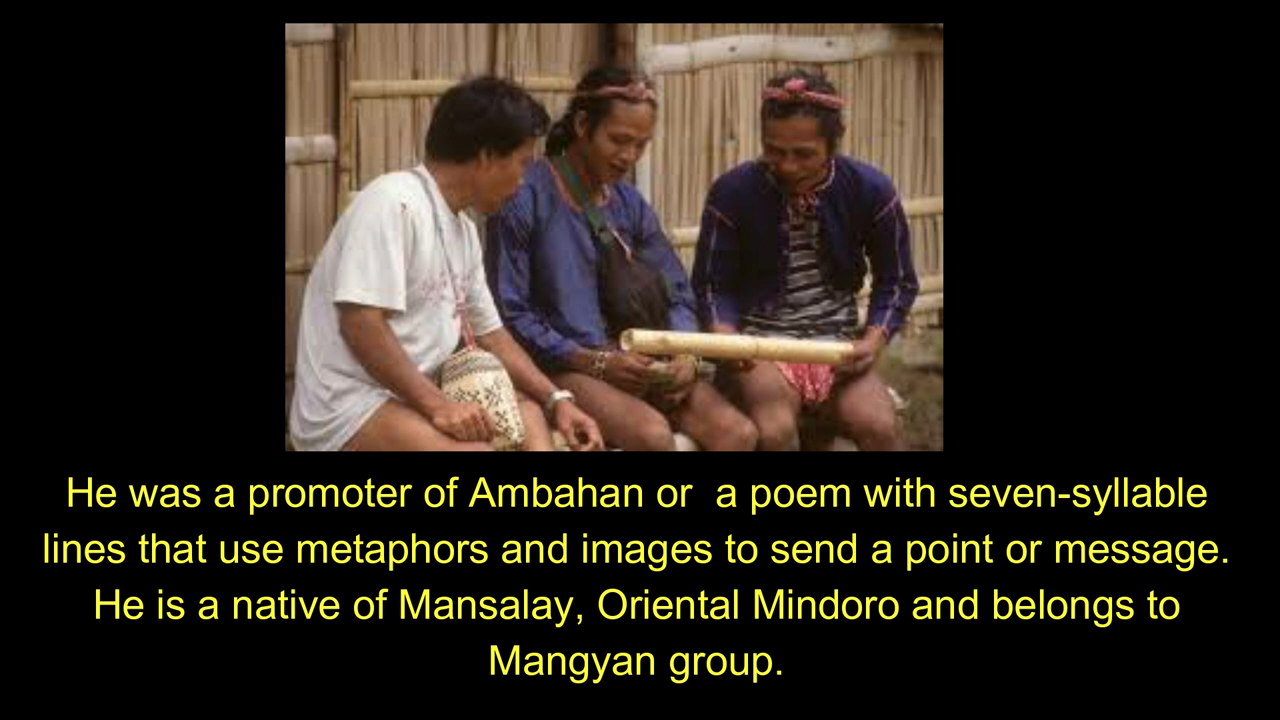 He was a promoter of Ambahan or  a poem with seven-syllable
lines that use metaphors and images to send a point or message.
He is a native of Mansalay, Oriental Mindoro and belongs to
Mangyan group.